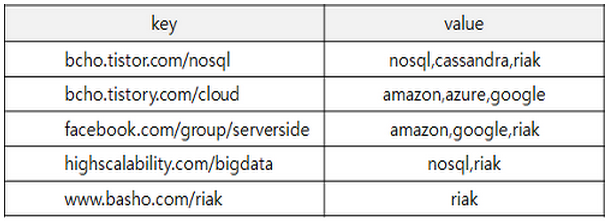 key value
bcho.tistor.com/nosql nosql,cassandra,riak
bcho.tistory.com/cloud amazon,azure,google
facebook.com/group/serverside amazon,google,riak
highscalability.com/bigdata nosql,riak
www.basho.com/riak riak